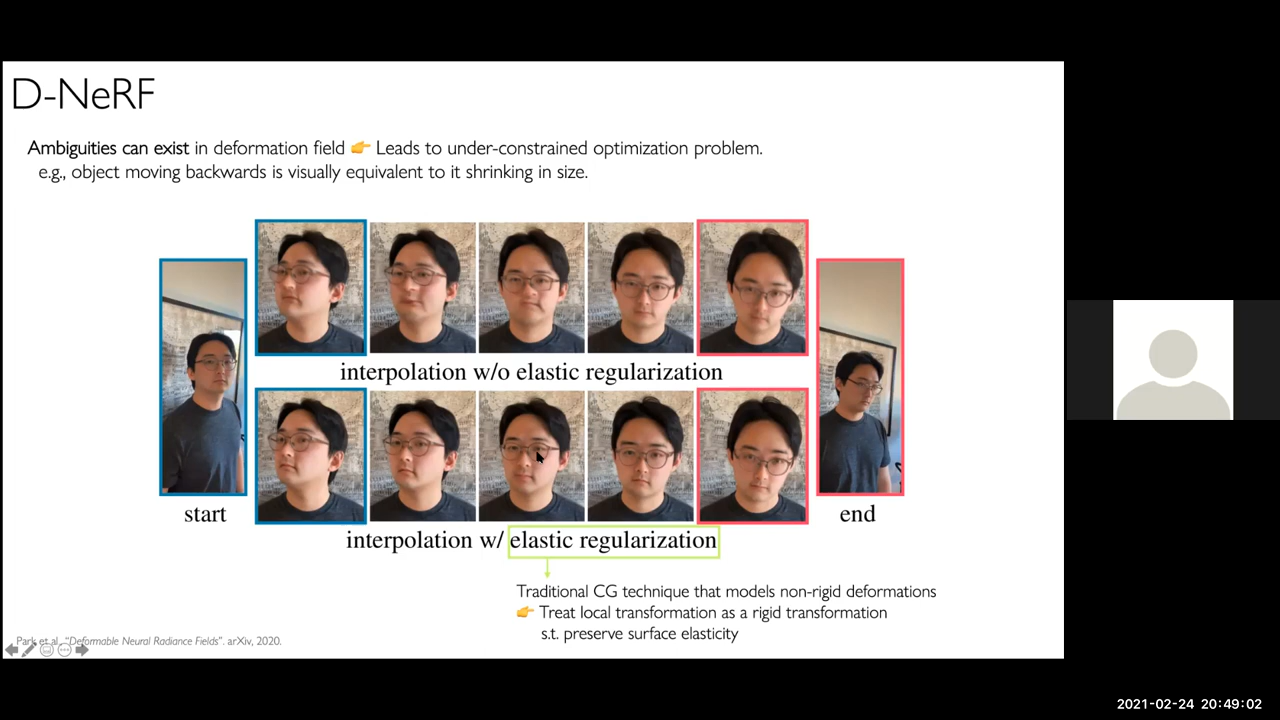 D-NeRF
Ambiguities can exist in deformation field 👉 Leads to under-constrained optimization problem.
e.g., object moving backwards is visually equivalent to it shrinking in size.
interpolation w/o elastic regularization
start
end
interpolation w/ elastic regularization
Traditional CG technique that models non-rigid deformations
👉 Treat local transformation as a rigid transformation
s.t. preserve surface elasticity
Park et al., "Deformable Neural Radiance Fields". arXiv, 2020.
2021-02-24 20:49:02